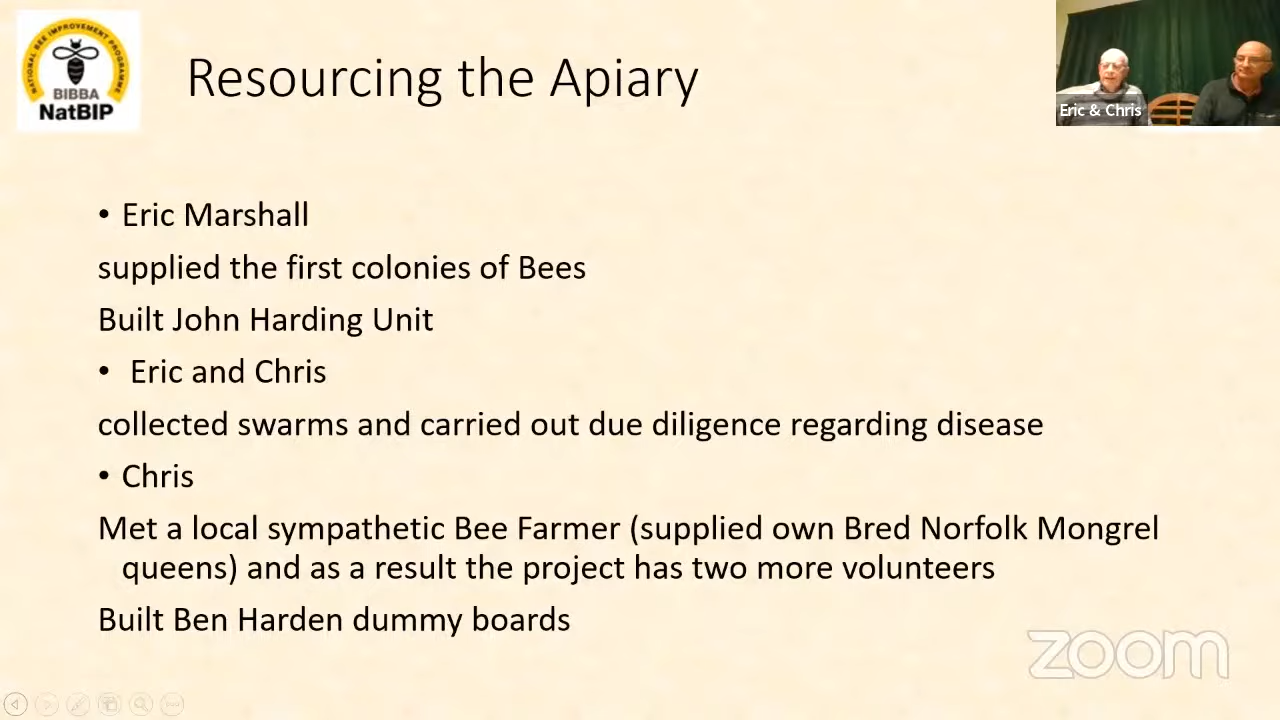 NATIONAL BEE IMPROVEMENT PROGRAMME
BIBBA
NatBIP
Resourcing the Apiary
Eric & Chris
• Eric Marshall
supplied the first colonies of Bees
Built John Harding Unit
• Eric and Chris
collected swarms and carried out due diligence regarding disease
• Chris
Met a local sympathetic Bee Farmer (supplied own Bred Norfolk Mongrel
queens) and as a result the project has two more volunteers
Built Ben Harden dummy boards
zoom